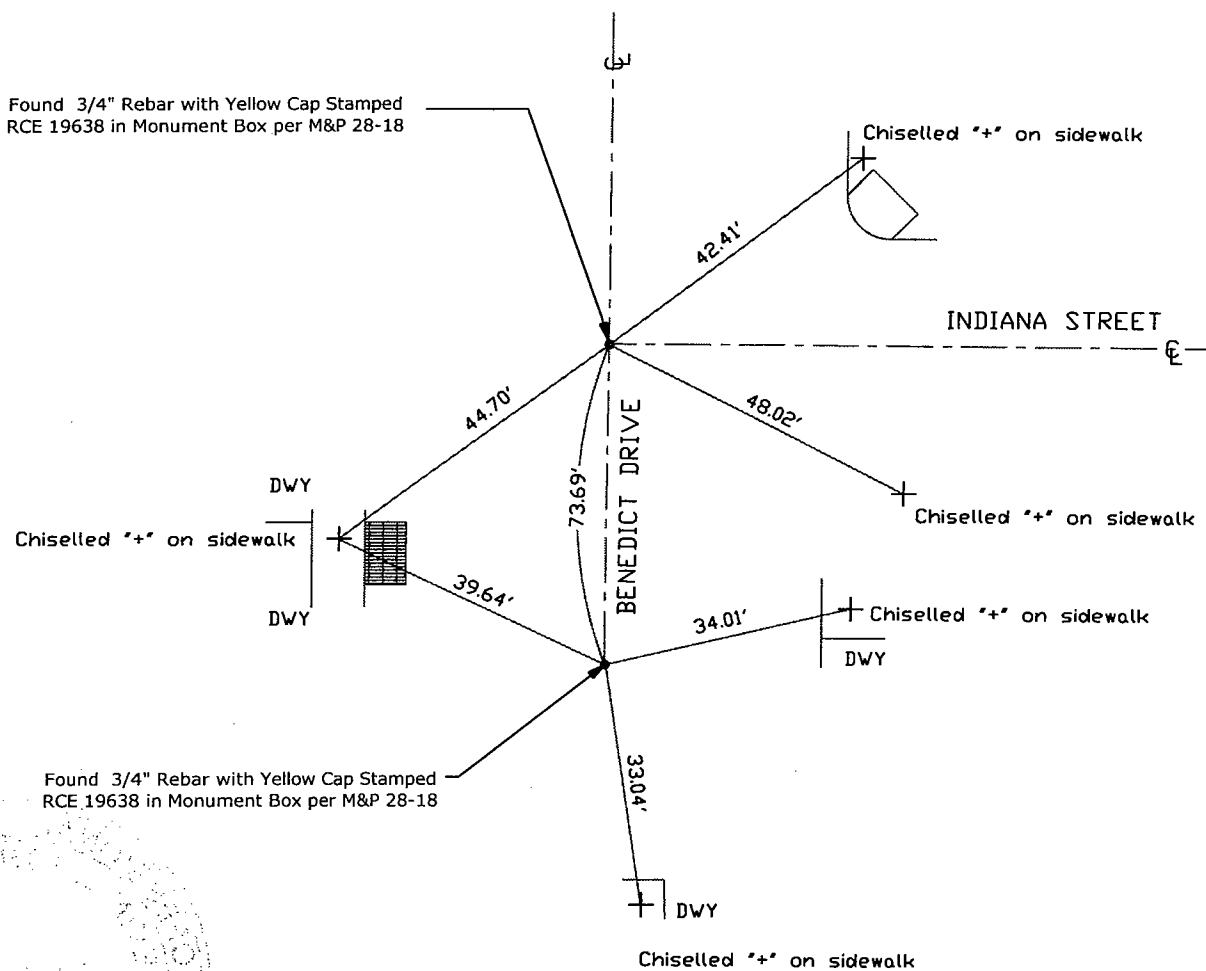 ℄
Found 3/4" Rebar with Yellow Cap Stamped
RCE 19638 in Monument Box per M&P 28-18
Chiselled "+" on sidewalk
42.41'
INDIANA STREET
℄
44.70'
48.02'
73.69'
BENEDICT DRIVE
DWY
Chiselled "+" on sidewalk
Chiselled "+" on sidewalk
39.64'
DWY
34.01'
Chiselled "+" on sidewalk
DWY
Found 3/4" Rebar with Yellow Cap Stamped
RCE 19638 in Monument Box per M&P 28-18
33.04'
DWY
Chiselled "+" on sidewalk